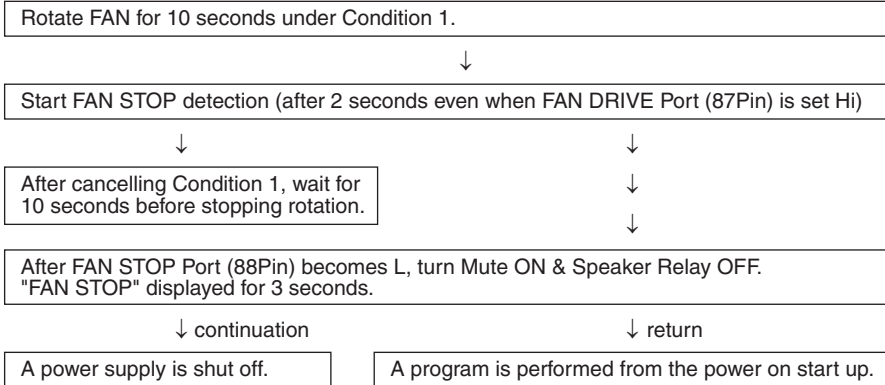 Rotate FAN for 10 seconds under Condition 1.
↓
Start FAN STOP detection (after 2 seconds even when FAN DRIVE Port (87Pin) is set Hi)
↓ ↓
After cancelling Condition 1, wait for
10 seconds before stopping rotation.
↓
↓
After FAN STOP Port (88Pin) becomes L, turn Mute ON & Speaker Relay OFF.
"FAN STOP" displayed for 3 seconds.
↓ continuation
↓ return
A power supply is shut off.
A program is performed from the power on start up.